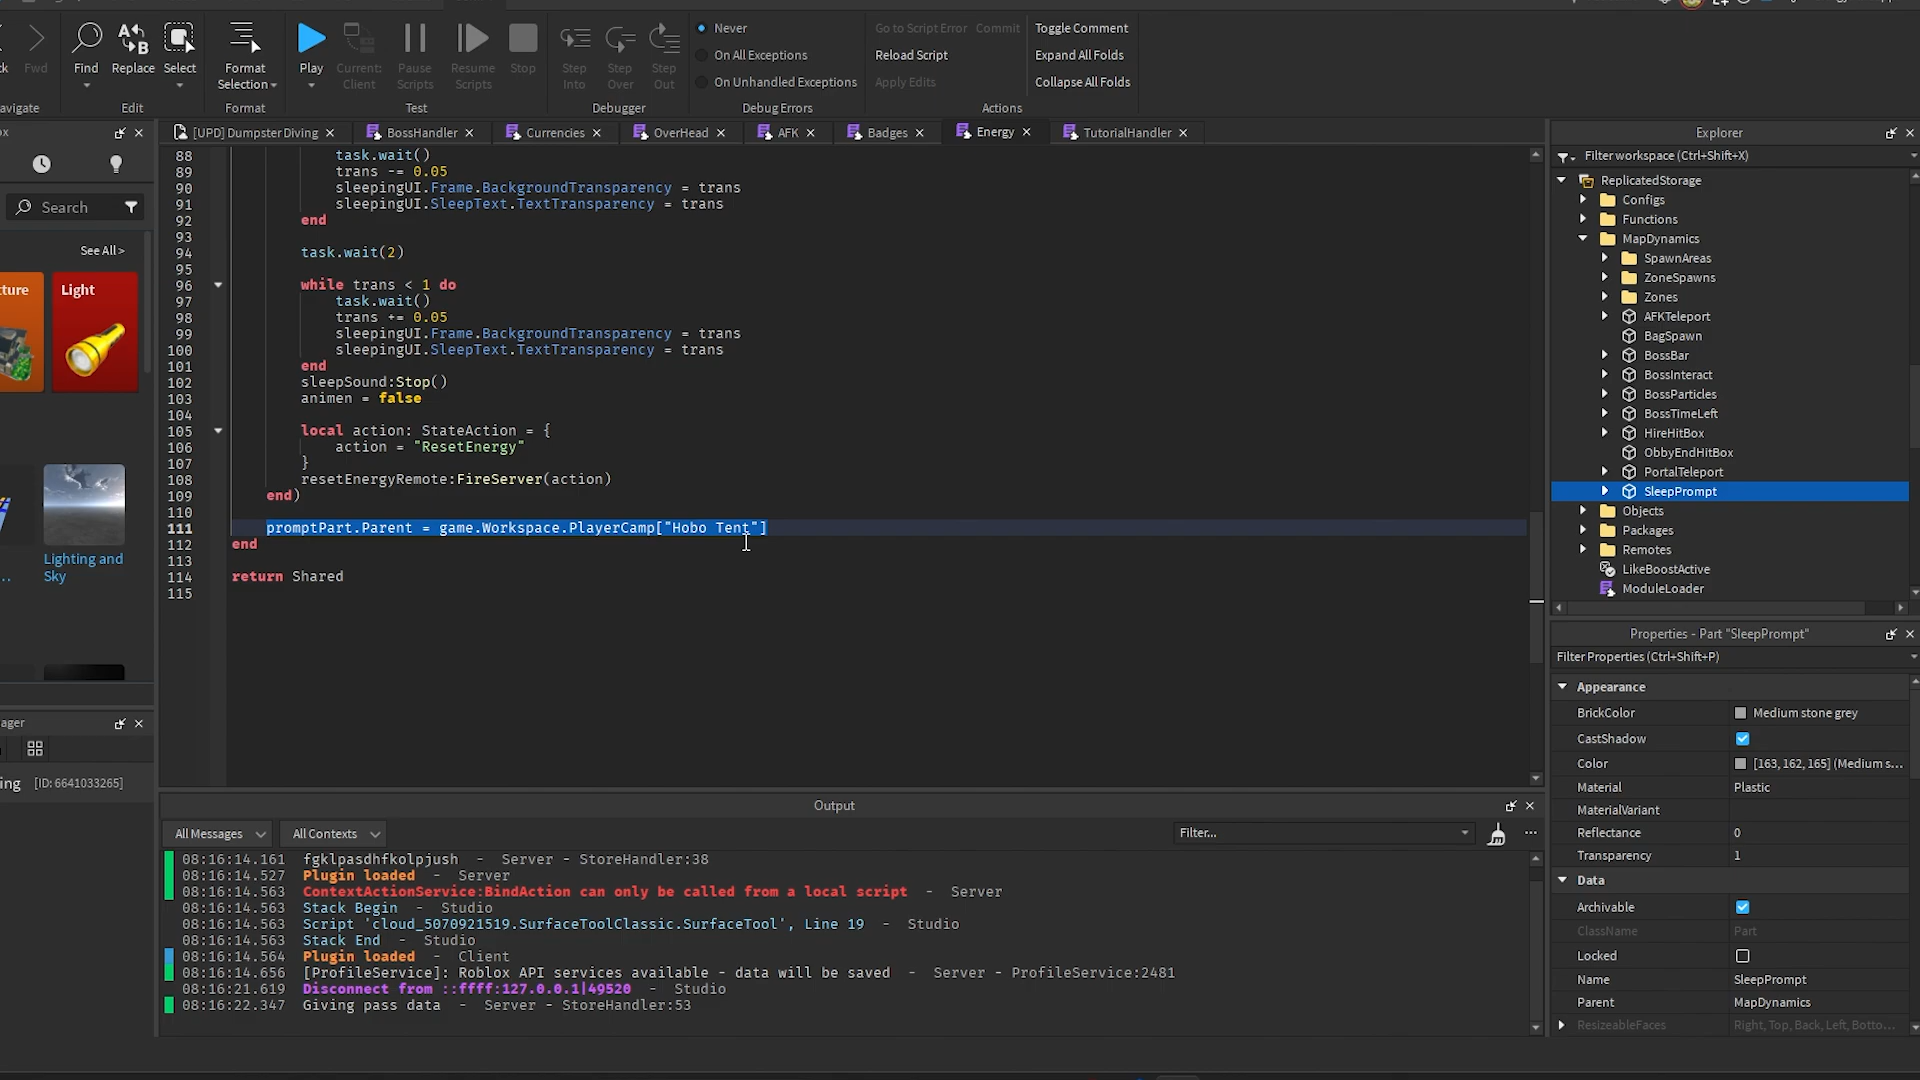 Fwd
Find
Replace
Select
Format
Selection
Play
Current:
Client
Pause
Scripts
Resume
Scripts
Stop
Step
Into
Step
Over
Step
Out
Never
On All Exceptions
On Unhandled Exceptions
Go to Script Error
Commit
Reload Script
Apply Edits
Toggle Comment
Expand All Folds
Collapse All Folds
avigate
Edit
Format
Test
Debugger
Debug Errors
Actions
[UPD] Dumpster Diving
BossHandler
Currencies
OverHead
AFK
Badges
Energy
TutorialHandler
Search
See All >
ture
Light
Lighting and
Sky
ager
ing [ID: 6641033265]
88 task.wait()
89 trans -= 0.05
90 sleepingUI.Frame.BackgroundTransparency = trans
91 sleepingUI.SleepText.TextTransparency = trans
92 end
93
94 task.wait(2)
95
96 while trans < 1 do
97 task.wait()
98 trans += 0.05
99 sleepingUI.Frame.BackgroundTransparency = trans
100 sleepingUI.SleepText.TextTransparency = trans
101 end
102 sleepSound:Stop()
103 animen = false
104
105 local action: StateAction = {
106 action = "ResetEnergy"
107 }
108 resetEnergyRemote:FireServer(action)
109 end)
110
111 promptPart.Parent = game.Workspace.PlayerCamp["Hobo Tent"]
112 end
113
114 return Shared
115
Output
All Messages
All Contexts
Filter...
08:16:14.161 fgklpasdhfkolpjush - Server - StoreHandler:38
08:16:14.527 Plugin loaded - Server
08:16:14.563 ContextActionService:BindAction can only be called from a local script - Server
08:16:14.563 Stack Begin - Studio
08:16:14.563 Script 'cloud_5070921519.SurfaceToolClassic.SurfaceTool', Line 19 - Studio
08:16:14.563 Stack End - Studio
08:16:14.564 Plugin loaded - Client
08:16:14.656 [ProfileService]: Roblox API services available - data will be saved - Server - ProfileService:2481
08:16:21.619 Disconnect from ::ffff:127.0.0.1|49520 - Studio
08:16:22.347 Giving pass data - Server - StoreHandler:53
Explorer
Filter workspace (Ctrl+Shift+X)
ReplicatedStorage
Configs
Functions
MapDynamics
SpawnAreas
ZoneSpawns
Zones
AFKTeleport
BagSpawn
BossBar
BossInteract
BossParticles
BossTimeLeft
HireHitBox
ObbyEndHitBox
PortalTeleport
SleepPrompt
Objects
Packages
Remotes
LikeBoostActive
ModuleLoader
Properties - Part "SleepPrompt"
Filter Properties (Ctrl+Shift+P)
Appearance
BrickColor Medium stone grey
CastShadow
Color [163, 162, 165] (Medium s...
Material Plastic
MaterialVariant
Reflectance 0
Transparency 1
Data
Archivable
ClassName Part
Locked
Name SleepPrompt
Parent MapDynamics
ResizeableFaces Right, Top, Back, Left, Botto...